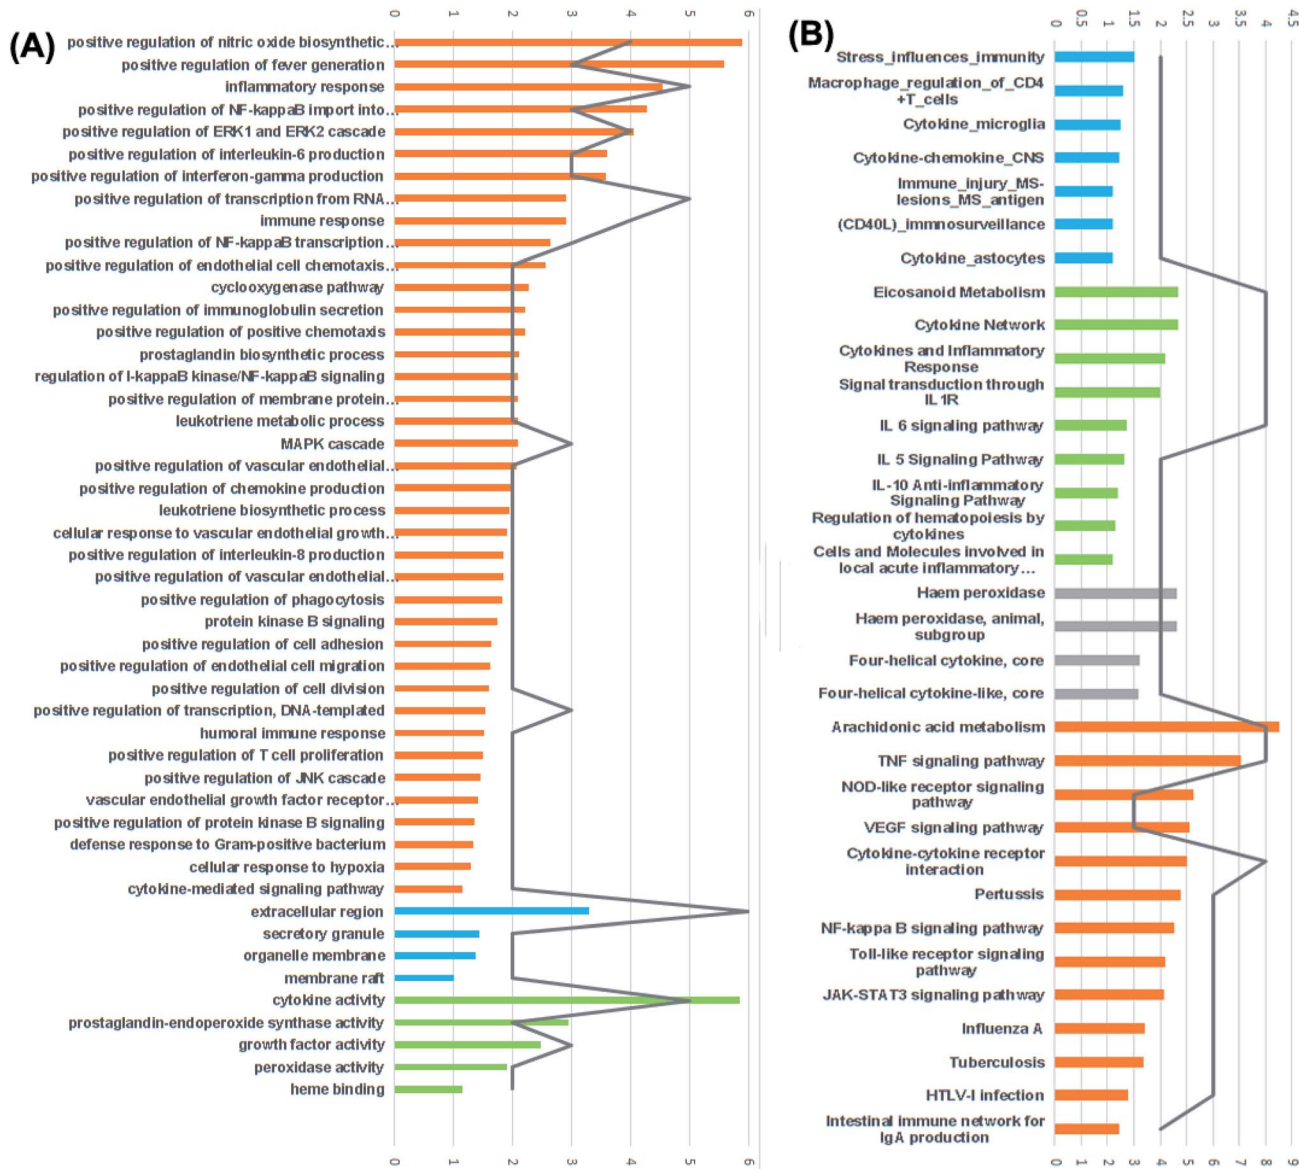 (A)
0 1 2 3 4 5 6
positive regulation of nitric oxide biosynthetic…
positive regulation of fever generation
inflammatory response
positive regulation of NF-kappaB import into…
positive regulation of ERK1 and ERK2 cascade
positive regulation of interleukin-6 production
positive regulation of interferon-gamma production
positive regulation of transcription from RNA…
immune response
positive regulation of NF-kappaB transcription…
positive regulation of endothelial cell chemotaxis…
cyclooxygenase pathway
positive regulation of immunoglobulin secretion
positive regulation of positive chemotaxis
prostaglandin biosynthetic process
regulation of I-kappaB kinase/NF-kappaB signaling
positive regulation of membrane protein…
leukotriene metabolic process
MAPK cascade
positive regulation of vascular endothelial…
positive regulation of chemokine production
leukotriene biosynthetic process
cellular response to vascular endothelial growth…
positive regulation of interleukin-8 production
positive regulation of vascular endothelial…
positive regulation of phagocytosis
protein kinase B signaling
positive regulation of cell adhesion
positive regulation of endothelial cell migration
positive regulation of cell division
positive regulation of transcription, DNA-templated
humoral immune response
positive regulation of T cell proliferation
positive regulation of JNK cascade
vascular endothelial growth factor receptor…
positive regulation of protein kinase B signaling
defense response to Gram-positive bacterium
cellular response to hypoxia
cytokine-mediated signaling pathway
extracellular region
secretory granule
organelle membrane
membrane raft
cytokine activity
prostaglandin-endoperoxide synthase activity
growth factor activity
peroxidase activity
heme binding
0 1 2 3 4 5 6
(B)
0 0.5 1 1.5 2 2.5 3 3.5 4 4.5
Stress_influences_immunity
Macrophage_regulation_of_CD4
+T_cells
Cytokine_microglia
Cytokine-chemokine_CNS
Immune_injury_MS-
lesions_MS_antigen
(CD40L)_immnosurveillance
Cytokine_astocytes
Eicosanoid Metabolism
Cytokine Network
Cytokines and Inflammatory
Response
Signal transduction through
IL1R
IL 6 signaling pathway
IL 5 Signaling Pathway
IL-10 Anti-inflammatory
Signaling Pathway
Regulation of hematopoiesis by
cytokines
Cells and Molecules involved in
local acute inflammatory…
Haem peroxidase
Haem peroxidase, animal,
subgroup
Four-helical cytokine, core
Four-helical cytokine-like, core
Arachidonic acid metabolism
TNF signaling pathway
NOD-like receptor signaling
pathway
VEGF signaling pathway
Cytokine-cytokine receptor
interaction
Pertussis
NF-kappa B signaling pathway
Toll-like receptor signaling
pathway
JAK-STAT3 signaling pathway
Influenza A
Tuberculosis
HTLV-I infection
Intestinal immune network for
IgA production
0 0.5 1 1.5 2 2.5 3 3.5 4 4.5